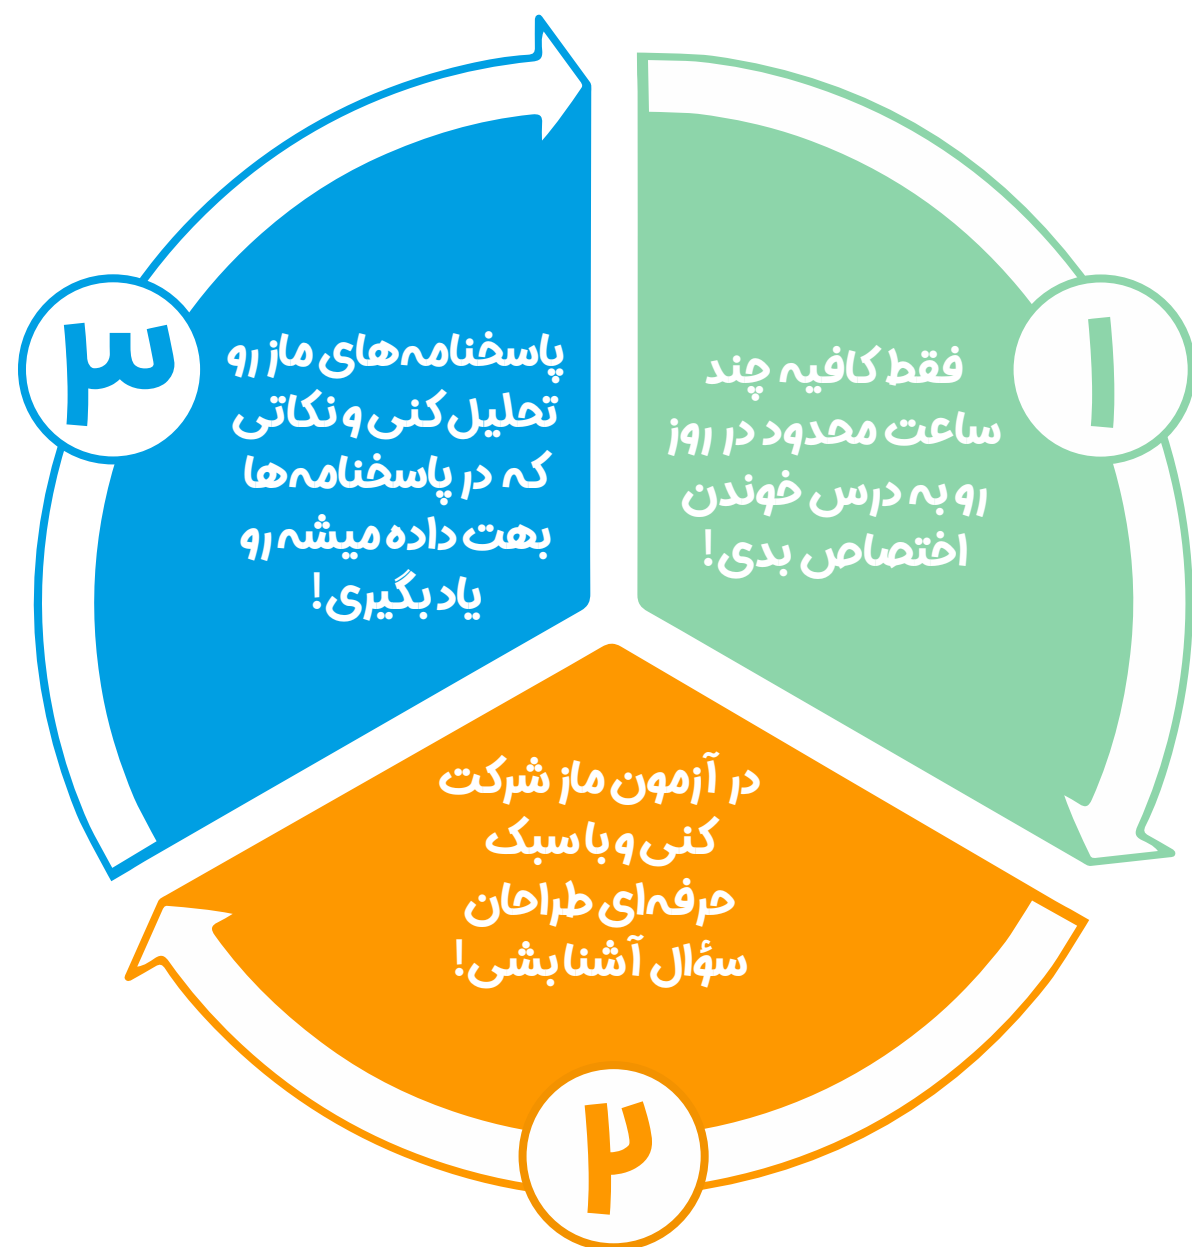 ۱
فقط کافیه چند
ساعت محدود در روز
رو به درس خوندن
اختصاص بدی!
۲
در آزمون ماز شرکت
کنی و با سبک
حرفه‌ای طراحان
سؤال آشنا بشی!
۳
پاسخنامه‌های ماز رو
تحلیل کنی و نکاتی
که در پاسخنامه‌ها
بهت داده میشه رو
یاد بگیری!